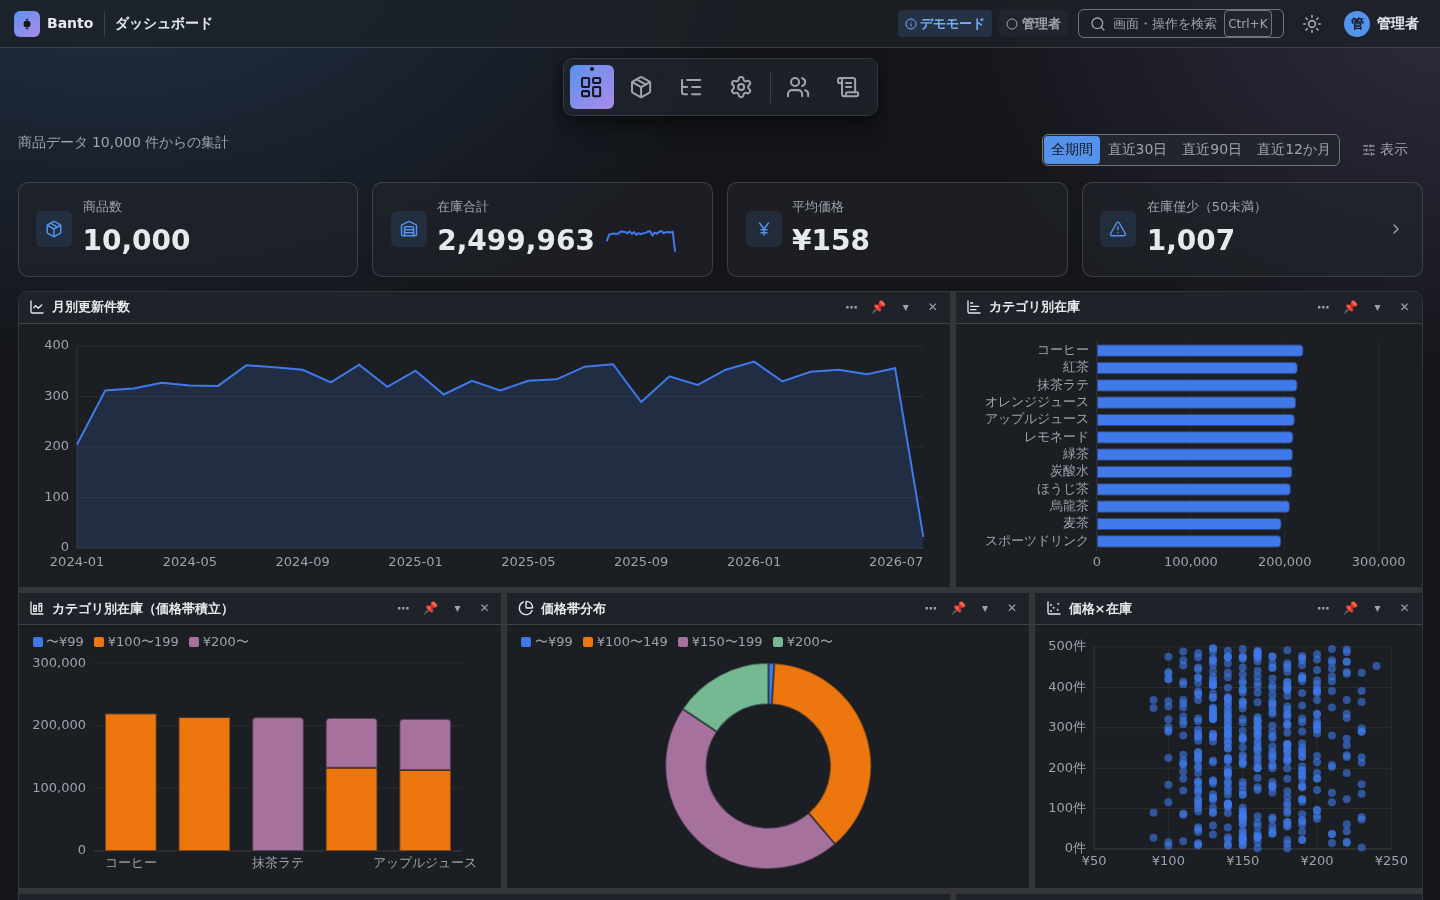 Banto ダッシュボード デモモード 管理者 画面・操作を検索 Ctrl+K 管 管理者
商品データ 10,000 件からの集計 全期間 直近30日 直近90日 直近12か月 表示
商品数
10,000
在庫合計
2,499,963
平均価格
¥158
在庫僅少（50未満）
1,007
月別更新件数
400
300
200
100
0
2024-01 2024-05 2024-09 2025-01 2025-05 2025-09 2026-01 2026-07
カテゴリ別在庫
コーヒー
紅茶
抹茶ラテ
オレンジジュース
アップルジュース
レモネード
緑茶
炭酸水
ほうじ茶
烏龍茶
麦茶
スポーツドリンク
0 100,000 200,000 300,000
カテゴリ別在庫（価格帯積立）
〜¥99 ¥100〜199 ¥200〜
300,000
200,000
100,000
0
コーヒー 抹茶ラテ アップルジュース
価格帯分布
〜¥99 ¥100〜149 ¥150〜199 ¥200〜
価格×在庫
500件
400件
300件
200件
100件
0件
¥50 ¥100 ¥150 ¥200 ¥250